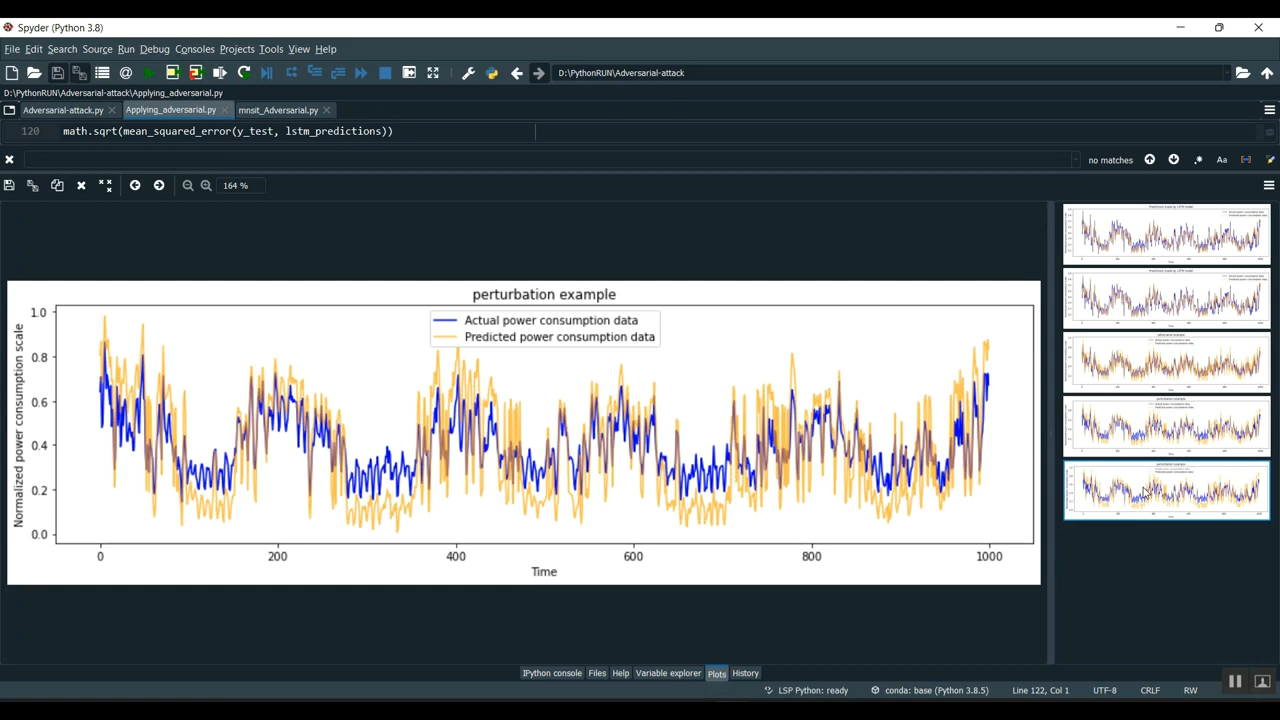 Spyder (Python 3.8)
File Edit Search Source Run Debug Consoles Projects Tools View Help
D:\PythonRUN\Adversarial-attack
D:\PythonRUN\Adversarial-attack\Applying_adversarial.py
Adversarial-attack.py Applying_adversarial.py mnsit_Adversarial.py
120 math.sqrt(mean_squared_error(y_test, lstm_predictions))
no matches
Aa
164 %
perturbation example
Actual power consumption data
Predicted power consumption data
Normalized power consumption scale
1.0
0.8
0.6
0.4
0.2
0.0
0 200 400 600 800 1000
Time
IPython console Files Help Variable explorer Plots History
LSP Python: ready conda: base (Python 3.8.5) Line 122, Col 1 UTF-8 CRLF RW